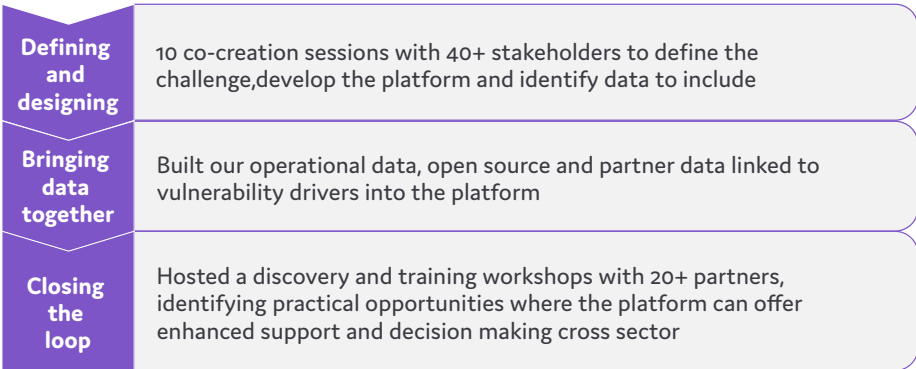 Defining
and
designing
10 co-creation sessions with 40+ stakeholders to define the
challenge,develop the platform and identify data to include
Bringing
data
together
Built our operational data, open source and partner data linked to
vulnerability drivers into the platform
Closing
the
loop
Hosted a discovery and training workshops with 20+ partners,
identifying practical opportunities where the platform can offer
enhanced support and decision making cross sector